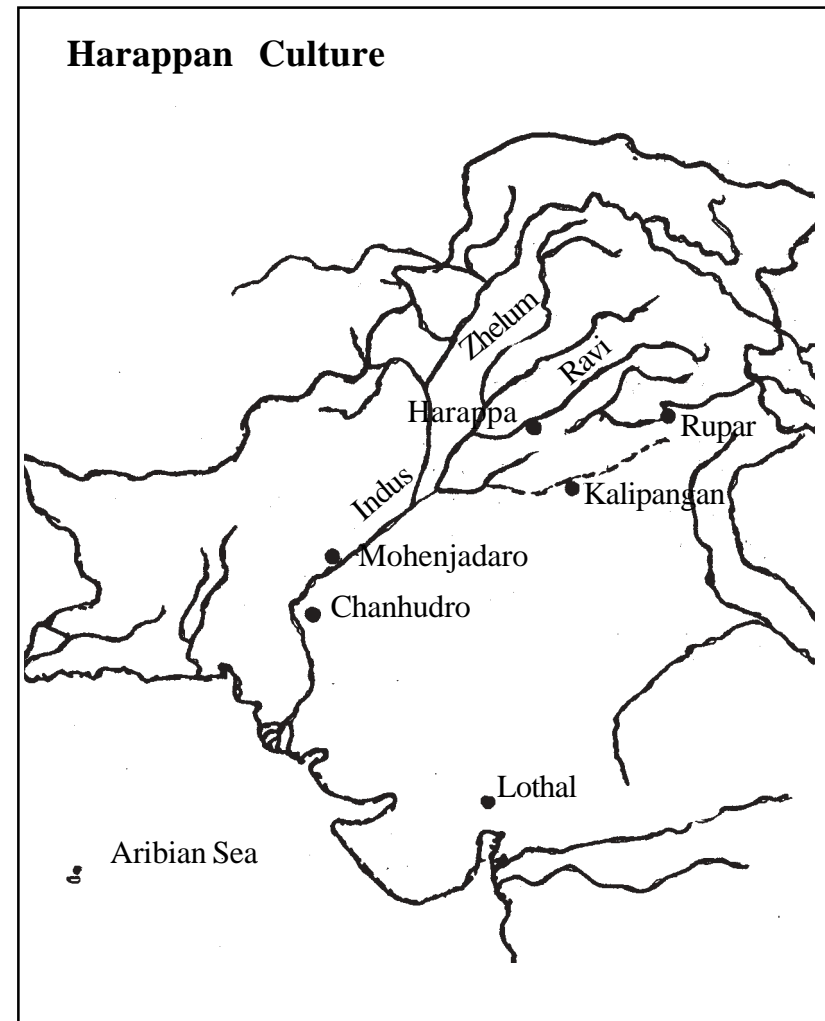 Harappan Culture
Zhelum
Ravi
Harappa
Rupar
Indus
Kalipangan
Mohenjadaro
Chanhudro
Lothal
Aribian Sea